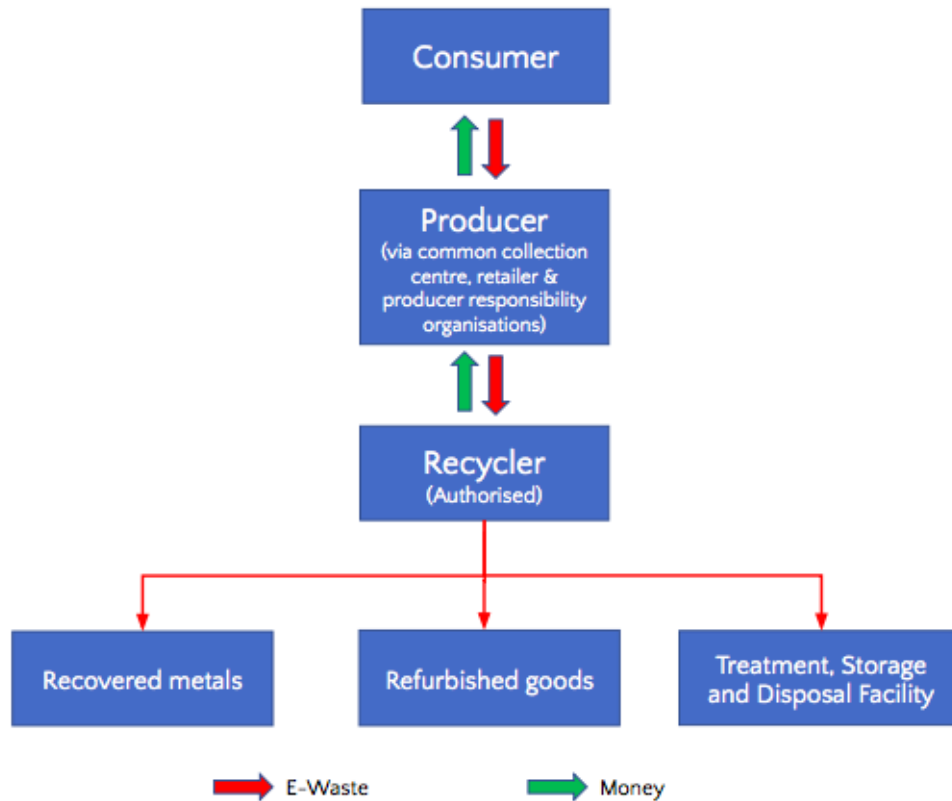 Consumer
Producer
(via common collection
centre, retailer &
producer responsibility
organisations)
Recycler
(Authorised)
Recovered metals
Refurbished goods
Treatment, Storage
and Disposal Facility
E-Waste
Money